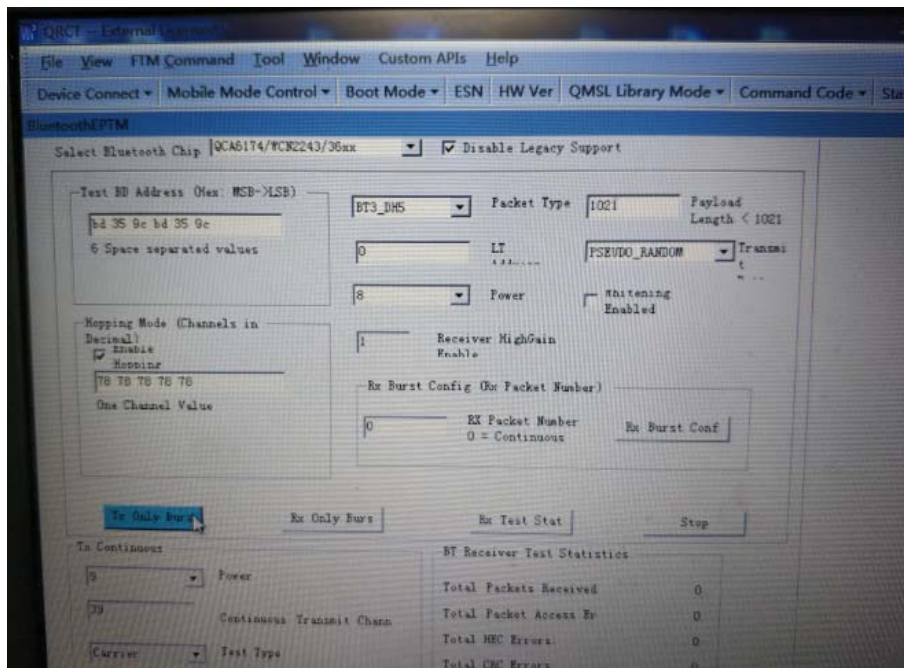 QRCT -- External
File View FTM Command Tool Window Custom APIs Help
Device Connect Mobile Mode Control Boot Mode ESN HW Ver QMSL Library Mode Command Code Sta
BluetoothEPTM
Select Bluetooth Chip QCA6174/WCN2243/36xx Disable Legacy Support
Test BD Address (Hex: MSB->LSB)
bd 35 9c bd 35 9c
6 Space separated values
BT3_DH5 Packet Type 1021 Payload
Length < 1021
0 LT PSEUDO_RANDOM Transmi
t
8 Power Whitening
Enabled
Hopping Mode (Channels in
Decimal)
Enable
Hopping
78 78 78 78 78
One Channel Value
1 Receiver HighGain
Enable
Rx Burst Config (Rx Packet Number)
0 RX Packet Number
0 = Continuous
Rx Burst Conf
Tx Only Burs Rx Only Burs Rx Test Stat Stop
Tx Continuous
9 Power
39 Continuous Transmit Chann
Carrier Test Type
BT Receiver Test Statistics
Total Packets Received 0
Total Packet Access Er 0
Total HEC Errors 0
Total CRC Errors 0